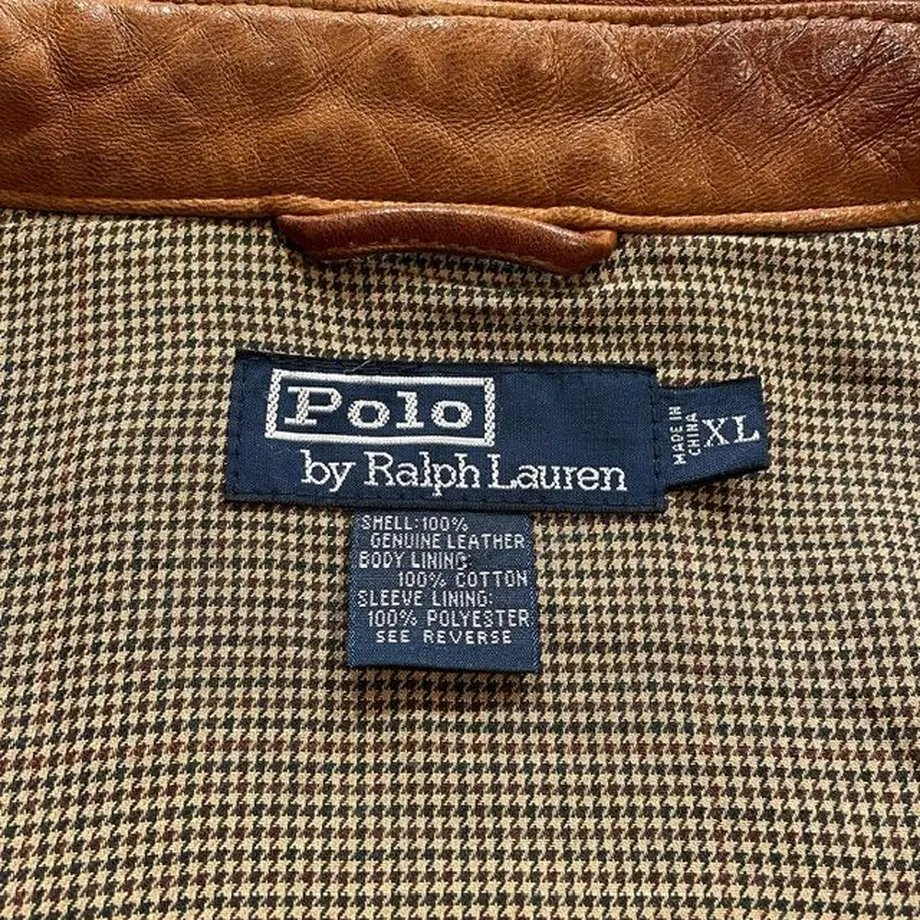 Polo
by Ralph Lauren
MADE IN
CHINA
XL
SHELL:100%
GENUINE LEATHER
BODY LINING:
100% COTTON
SLEEVE LINING:
100% POLYESTER
SEE REVERSE